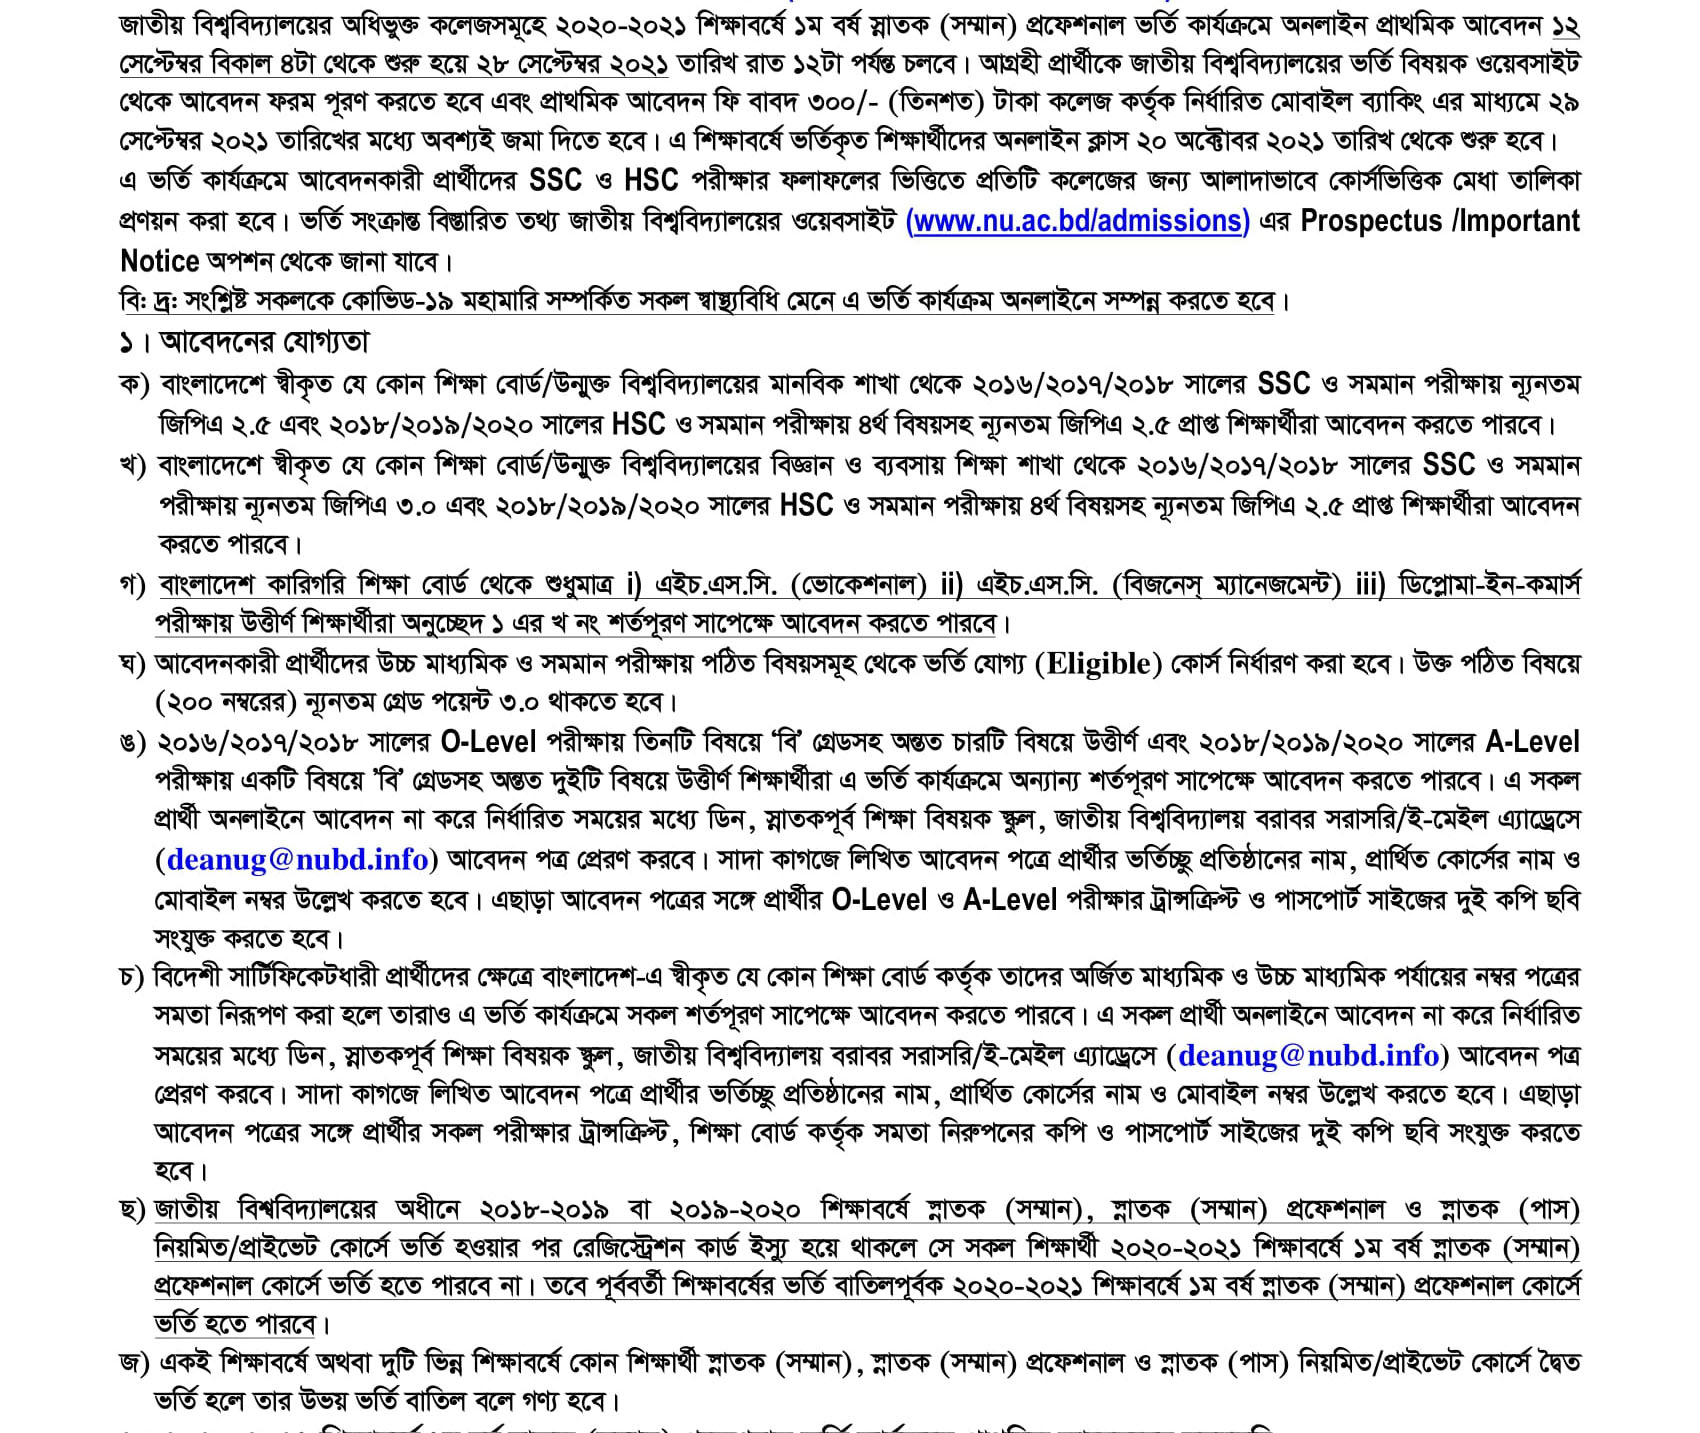 জাতীয় বিশ্ববিদ্যালয়ের অধিভুক্ত কলেজসমূহে ২০২০-২০২১ শিক্ষাবর্ষে ১ম বর্ষ স্নাতক (সম্মান) প্রফেশনাল ভর্তি কার্যক্রমে অনলাইন প্রাথমিক আবেদন ১২
সেপ্টেম্বর বিকাল ৪টা থেকে শুরু হয়ে ২৮ সেপ্টেম্বর ২০২১ তারিখ রাত ১২টা পর্যন্ত চলবে। আগ্রহী প্রার্থীকে জাতীয় বিশ্ববিদ্যালয়ের ভর্তি বিষয়ক ওয়েবসাইট
থেকে আবেদন ফরম পূরণ করতে হবে এবং প্রাথমিক আবেদন ফি বাবদ ৩০০/- (তিনশত) টাকা কলেজ কর্তৃক নির্ধারিত মোবাইল ব্যাকিং এর মাধ্যমে ২৯
সেপ্টেম্বর ২০২১ তারিখের মধ্যে অবশ্যই জমা দিতে হবে। এ শিক্ষাবর্ষে ভর্তিকৃত শিক্ষার্থীদের অনলাইন ক্লাস ২০ অক্টোবর ২০২১ তারিখ থেকে শুরু হবে।
এ ভর্তি কার্যক্রমে আবেদনকারী প্রার্থীদের SSC ও HSC পরীক্ষার ফলাফলের ভিত্তিতে প্রতিটি কলেজের জন্য আলাদাভাবে কোর্সভিত্তিক মেধা তালিকা
প্রণয়ন করা হবে। ভর্তি সংক্রান্ত বিস্তারিত তথ্য জাতীয় বিশ্ববিদ্যালয়ের ওয়েবসাইট (www.nu.ac.bd/admissions) এর Prospectus /Important
Notice অপশন থেকে জানা যাবে।
বি: দ্র: সংশ্লিষ্ট সকলকে কোভিড-১৯ মহামারি সম্পর্কিত সকল স্বাস্থ্যবিধি মেনে এ ভর্তি কার্যক্রম অনলাইনে সম্পন্ন করতে হবে।
১। আবেদনের যোগ্যতা
ক) বাংলাদেশে স্বীকৃত যে কোন শিক্ষা বোর্ড/উন্মুক্ত বিশ্ববিদ্যালয়ের মানবিক শাখা থেকে ২০১৬/২০১৭/২০১৮ সালের SSC ও সমমান পরীক্ষায় ন্যূনতম
জিপিএ ২.৫ এবং ২০১৮/২০১৯/২০২০ সালের HSC ও সমমান পরীক্ষায় ৪র্থ বিষয়সহ ন্যূনতম জিপিএ ২.৫ প্রাপ্ত শিক্ষার্থীরা আবেদন করতে পারবে।
খ) বাংলাদেশে স্বীকৃত যে কোন শিক্ষা বোর্ড/উন্মুক্ত বিশ্ববিদ্যালয়ের বিজ্ঞান ও ব্যবসায় শিক্ষা শাখা থেকে ২০১৬/২০১৭/২০১৮ সালের SSC ও সমমান
পরীক্ষায় ন্যূনতম জিপিএ ৩.০ এবং ২০১৮/২০১৯/২০২০ সালের HSC ও সমমান পরীক্ষায় ৪র্থ বিষয়সহ ন্যূনতম জিপিএ ২.৫ প্রাপ্ত শিক্ষার্থীরা আবেদন
করতে পারবে।
গ) বাংলাদেশ কারিগরি শিক্ষা বোর্ড থেকে শুধুমাত্র i) এইচ.এস.সি. (ভোকেশনাল) ii) এইচ.এস.সি. (বিজনেস্ ম্যানেজমেন্ট) iii) ডিপ্লোমা-ইন-কমার্স
পরীক্ষায় উত্তীর্ণ শিক্ষার্থীরা অনুচ্ছেদ ১ এর খ নং শর্তপূরণ সাপেক্ষে আবেদন করতে পারবে।
ঘ) আবেদনকারী প্রার্থীদের উচ্চ মাধ্যমিক ও সমমান পরীক্ষায় পঠিত বিষয়সমূহ থেকে ভর্তি যোগ্য (Eligible) কোর্স নির্ধারণ করা হবে। উক্ত পঠিত বিষয়ে
(২০০ নম্বরের) ন্যূনতম গ্রেড পয়েন্ট ৩.০ থাকতে হবে।
ঙ) ২০১৬/২০১৭/২০১৮ সালের O-Level পরীক্ষায় তিনটি বিষয়ে ‘বি’ গ্রেডসহ অন্তত চারটি বিষয়ে উত্তীর্ণ এবং ২০১৮/২০১৯/২০২০ সালের A-Level
পরীক্ষায় একটি বিষয়ে ’বি’ গ্রেডসহ অন্তত দুইটি বিষয়ে উত্তীর্ণ শিক্ষার্থীরা এ ভর্তি কার্যক্রমে অন্যান্য শর্তপূরণ সাপেক্ষে আবেদন করতে পারবে। এ সকল
প্রার্থী অনলাইনে আবেদন না করে নির্ধারিত সময়ের মধ্যে ডিন, স্নাতকপূর্ব শিক্ষা বিষয়ক স্কুল, জাতীয় বিশ্ববিদ্যালয় বরাবর সরাসরি/ই-মেইল এ্যাড্রেসে
(deanug@nubd.info) আবেদন পত্র প্রেরণ করবে। সাদা কাগজে লিখিত আবেদন পত্রে প্রার্থীর ভর্তিচ্ছু প্রতিষ্ঠানের নাম, প্রার্থিত কোর্সের নাম ও
মোবাইল নম্বর উল্লেখ করতে হবে। এছাড়া আবেদন পত্রের সঙ্গে প্রার্থীর O-Level ও A-Level পরীক্ষার ট্রান্সক্রিপ্ট ও পাসপোর্ট সাইজের দুই কপি ছবি
সংযুক্ত করতে হবে।
চ) বিদেশী সার্টিফিকেটধারী প্রার্থীদের ক্ষেত্রে বাংলাদেশ-এ স্বীকৃত যে কোন শিক্ষা বোর্ড কর্তৃক তাদের অর্জিত মাধ্যমিক ও উচ্চ মাধ্যমিক পর্যায়ের নম্বর পত্রের
সমতা নিরূপণ করা হলে তারাও এ ভর্তি কার্যক্রমে সকল শর্তপূরণ সাপেক্ষে আবেদন করতে পারবে। এ সকল প্রার্থী অনলাইনে আবেদন না করে নির্ধারিত
সময়ের মধ্যে ডিন, স্নাতকপূর্ব শিক্ষা বিষয়ক স্কুল, জাতীয় বিশ্ববিদ্যালয় বরাবর সরাসরি/ই-মেইল এ্যাড্রেসে (deanug@nubd.info) আবেদন পত্র
প্রেরণ করবে। সাদা কাগজে লিখিত আবেদন পত্রে প্রার্থীর ভর্তিচ্ছু প্রতিষ্ঠানের নাম, প্রার্থিত কোর্সের নাম ও মোবাইল নম্বর উল্লেখ করতে হবে। এছাড়া
আবেদন পত্রের সঙ্গে প্রার্থীর সকল পরীক্ষার ট্রান্সক্রিপ্ট, শিক্ষা বোর্ড কর্তৃক সমতা নিরুপনের কপি ও পাসপোর্ট সাইজের দুই কপি ছবি সংযুক্ত করতে
হবে।
ছ) জাতীয় বিশ্ববিদ্যালয়ের অধীনে ২০১৮-২০১৯ বা ২০১৯-২০২০ শিক্ষাবর্ষে স্নাতক (সম্মান), স্নাতক (সম্মান) প্রফেশনাল ও স্নাতক (পাস)
নিয়মিত/প্রাইভেট কোর্সে ভর্তি হওয়ার পর রেজিস্ট্রেশন কার্ড ইস্যু হয়ে থাকলে সে সকল শিক্ষার্থী ২০২০-২০২১ শিক্ষাবর্ষে ১ম বর্ষ স্নাতক (সম্মান)
প্রফেশনাল কোর্সে ভর্তি হতে পারবে না। তবে পূর্ববর্তী শিক্ষাবর্ষের ভর্তি বাতিলপূর্বক ২০২০-২০২১ শিক্ষাবর্ষে ১ম বর্ষ স্নাতক (সম্মান) প্রফেশনাল কোর্সে
ভর্তি হতে পারবে।
জ) একই শিক্ষাবর্ষে অথবা দুটি ভিন্ন শিক্ষাবর্ষে কোন শিক্ষার্থী স্নাতক (সম্মান), স্নাতক (সম্মান) প্রফেশনাল ও স্নাতক (পাস) নিয়মিত/প্রাইভেট কোর্সে দ্বৈত
ভর্তি হলে তার উভয় ভর্তি বাতিল বলে গণ্য হবে।